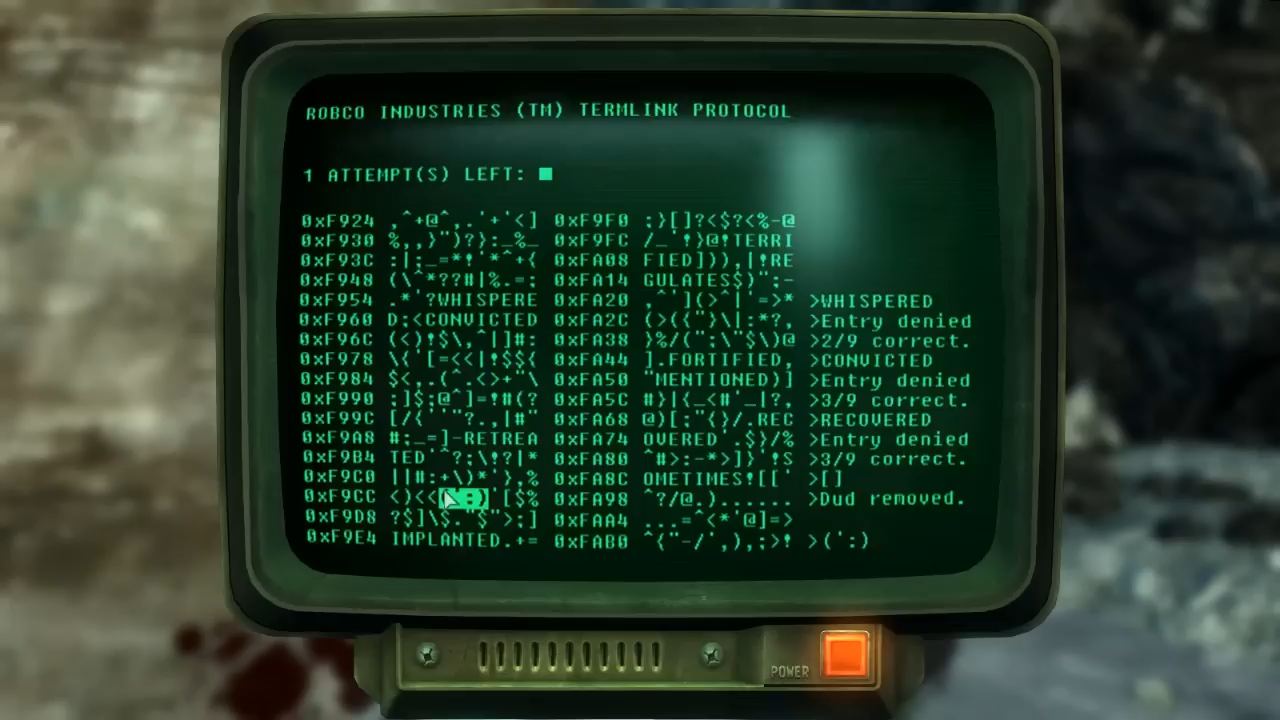 ROBCO INDUSTRIES (TM) TERMLINK PROTOCOL
1 ATTEMPT(S) LEFT:
0xF924 ,^+@^,.'+'<] 0xF9F0 :}[]?<$?<%-@
0xF930 %,,}")?}:_%_ 0xF9FC /_'!}@!TERRI
0xF93C :|;_=*!'*^+{ 0xFA08 FIED])),|!RE
0xF948 (\^*??#|%.=: 0xFA14 GULATES$)";-
0xF954 .*'?WHISPERE 0xFA20 ,^'](>^|'=>* >WHISPERED
0xF960 D;<CONVICTED 0xFA2C (>({"}\|:*?, >Entry denied
0xF96C (<)!$\,^|]#: 0xFA38 }%/(":\"$\)@ >2/9 correct.
0xF978 \{'[=<<|!$${ 0xFA44 ].FORTIFIED, >CONVICTED
0xF984 $<,.(^.<>+"\ 0xFA50 "MENTIONED)] >Entry denied
0xF990 ;]$;@^]=!#(? 0xFA5C #}|{_<#'_|?, >3/9 correct.
0xF99C [/{''"?.,|#" 0xFA68 @)[;"{}/.REC >RECOVERED
0xF9A8 #;_=]-RETREA 0xFA74 OVERED'.$}/% >Entry denied
0xF9B4 TED'^?;\!?|* 0xFA80 ^#>:-*>]}'!S >3/9 correct.
0xF9C0 ||#:+\)*'},% 0xFA8C OMETIMES![[' >[]
0xF9CC <)<< :)'[$% 0xFA98 ^?/@.)...... >Dud removed.
0xF9D8 ?$]\$."$">;] 0xFAA4 ...=^<*'@]=>
0xF9E4 IMPLANTED.+= 0xFAB0 ^{"-/',),;>! >(':)
POWER